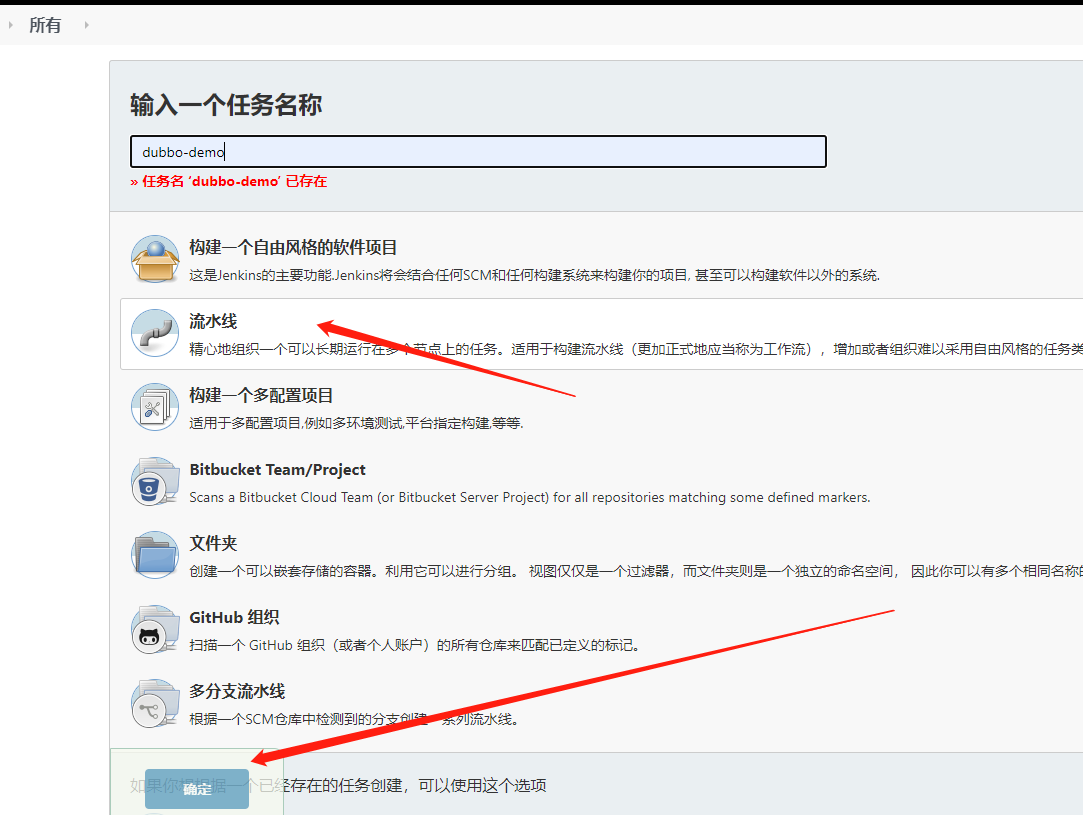 所有
输入一个任务名称
dubbo-demo
» 任务名 ‘dubbo-demo’ 已存在
构建一个自由风格的软件项目
这是Jenkins的主要功能.Jenkins将会结合任何SCM和任何构建系统来构建你的项目, 甚至可以构建软件以外的系统.
流水线
精心地组织一个可以长期运行在多个节点上的任务。适用于构建流水线（更加正式地应当称为工作流），增加或者组织难以采用自由风格的任务类
构建一个多配置项目
适用于多配置项目,例如多环境测试,平台指定构建,等等.
Bitbucket Team/Project
Scans a Bitbucket Cloud Team (or Bitbucket Server Project) for all repositories matching some defined markers.
文件夹
创建一个可以嵌套存储的容器。利用它可以进行分组。 视图仅仅是一个过滤器，而文件夹则是一个独立的命名空间， 因此你可以有多个相同名称的
GitHub 组织
扫描一个 GitHub 组织（或者个人账户）的所有仓库来匹配已定义的标记。
多分支流水线
根据一个SCM仓库中检测到的分支创建一系列流水线。
如果你想根据一个已经存在的任务创建，可以使用这个选项
确定